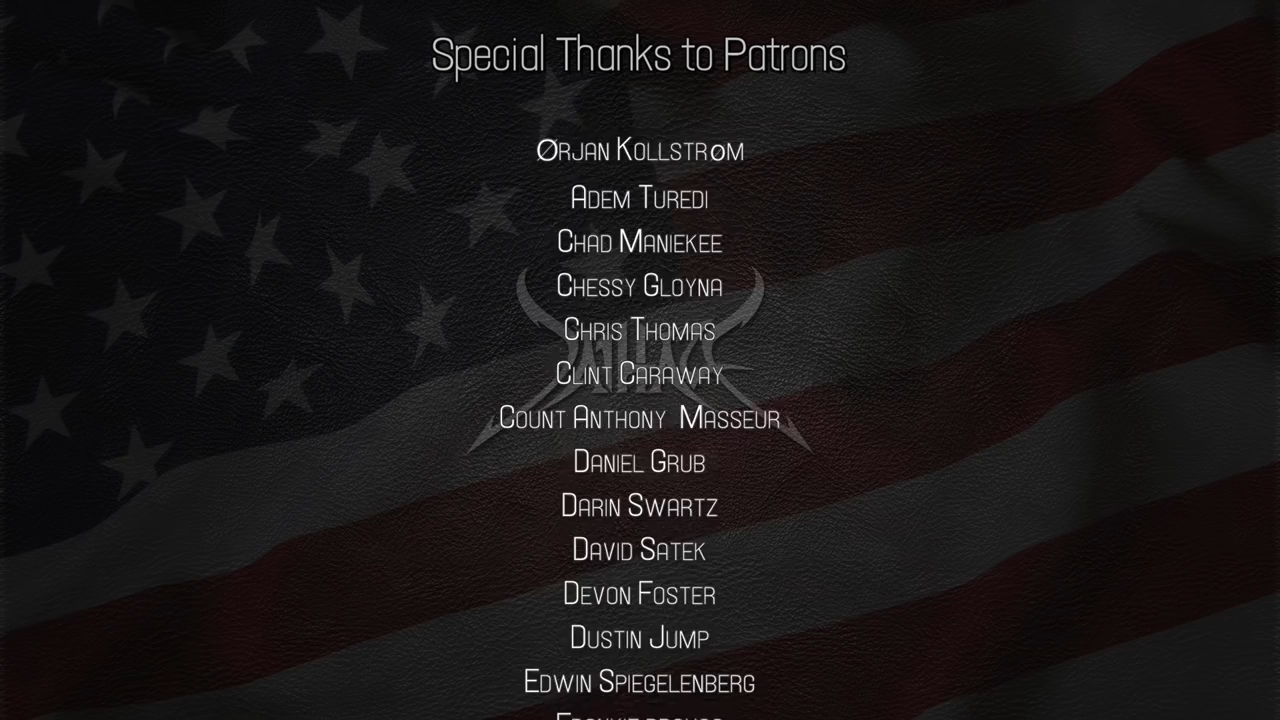 Special Thanks to Patrons
Ørjan Kollstrøm
Adem Turedi
Chad Maniekee
Chessy Gloyna
Chris Thomas
Clint Caraway
Count Anthony Masseur
Daniel Grub
Darin Swartz
David Satek
Devon Foster
Dustin Jump
Edwin Spiegelenberg